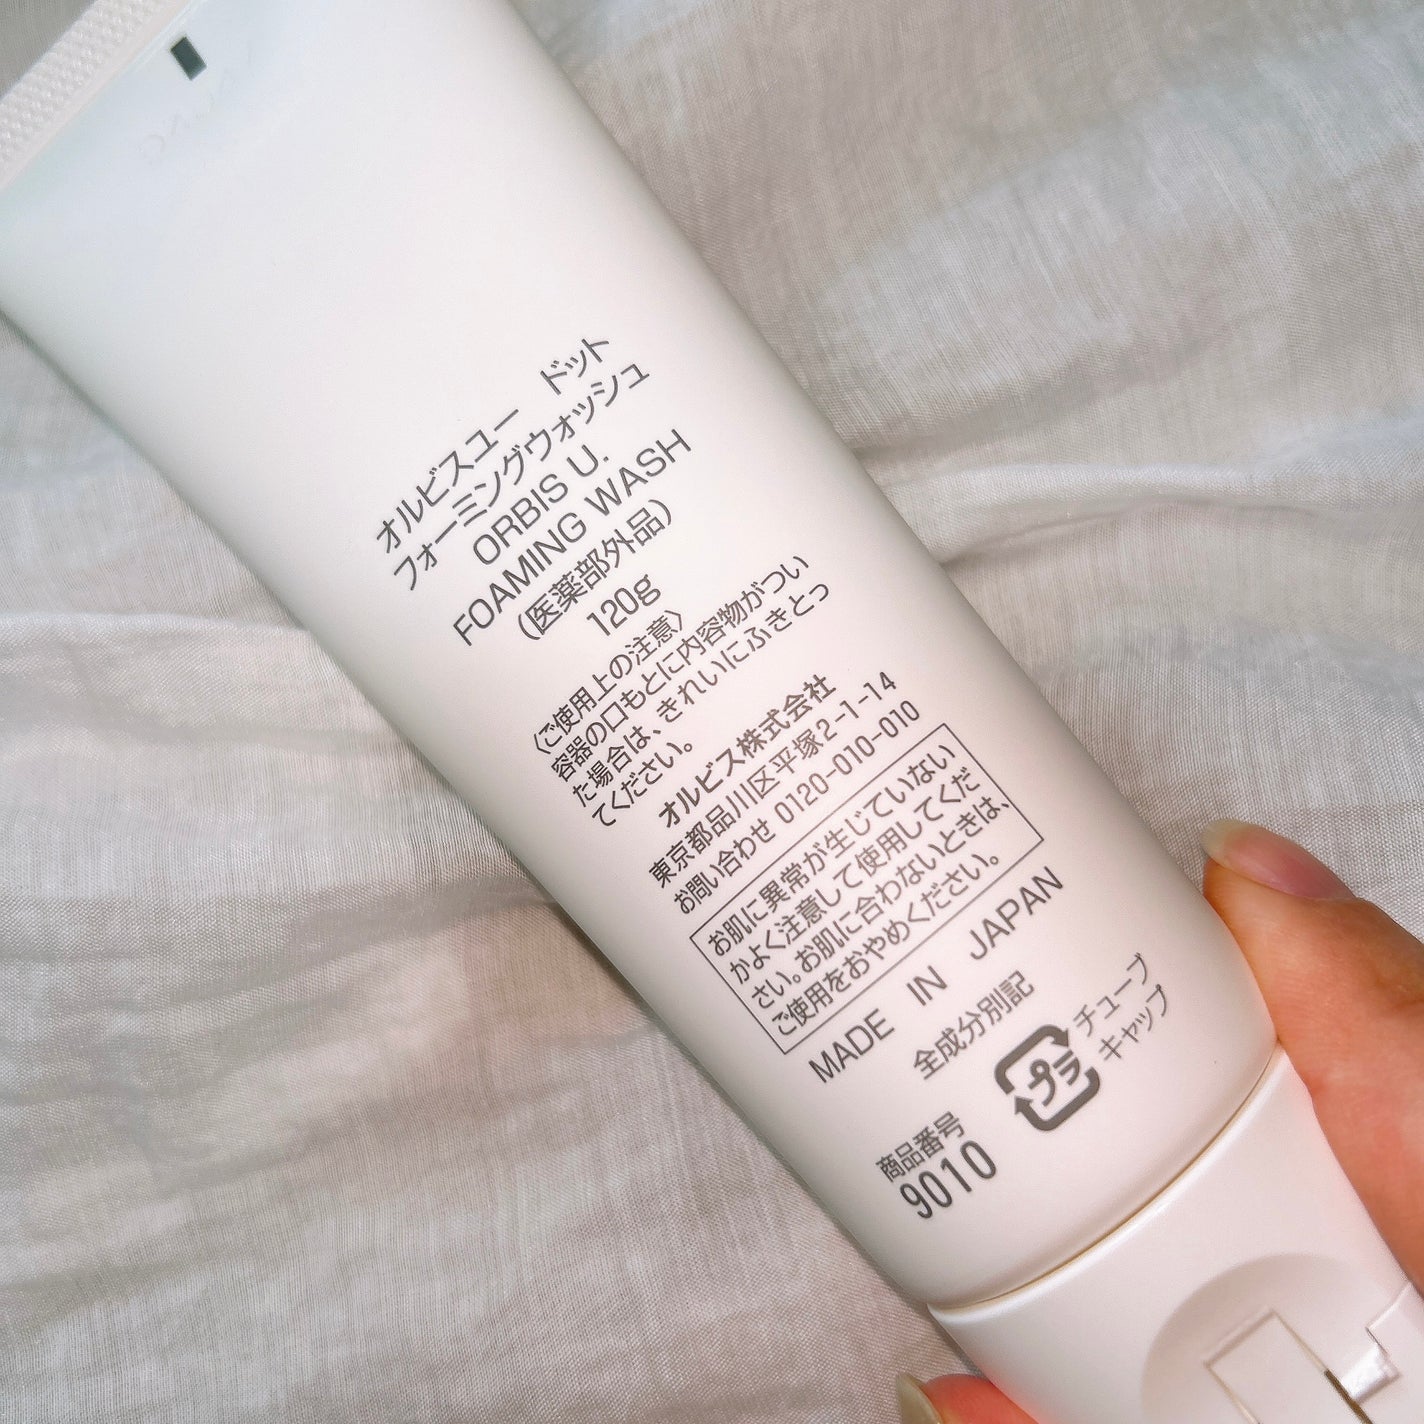 オルビスユー　ドット
フォーミングウォッシュ
ORBIS U.
FOAMING WASH
(医薬部外品)
120g
〈ご使用上の注意〉
容器の口もとに内容物がつい
た場合は、きれいにふきとっ
てください。
オルビス株式会社
東京都品川区平塚2-1-14
お問い合わせ 0120-010-010
お肌に異常が生じていない
かよく注意して使用してくだ
さい。お肌に合わないときは、
ご使用をおやめください。
MADE IN JAPAN
全成分別記
プラ
チューブ
キャップ
商品番号
9010